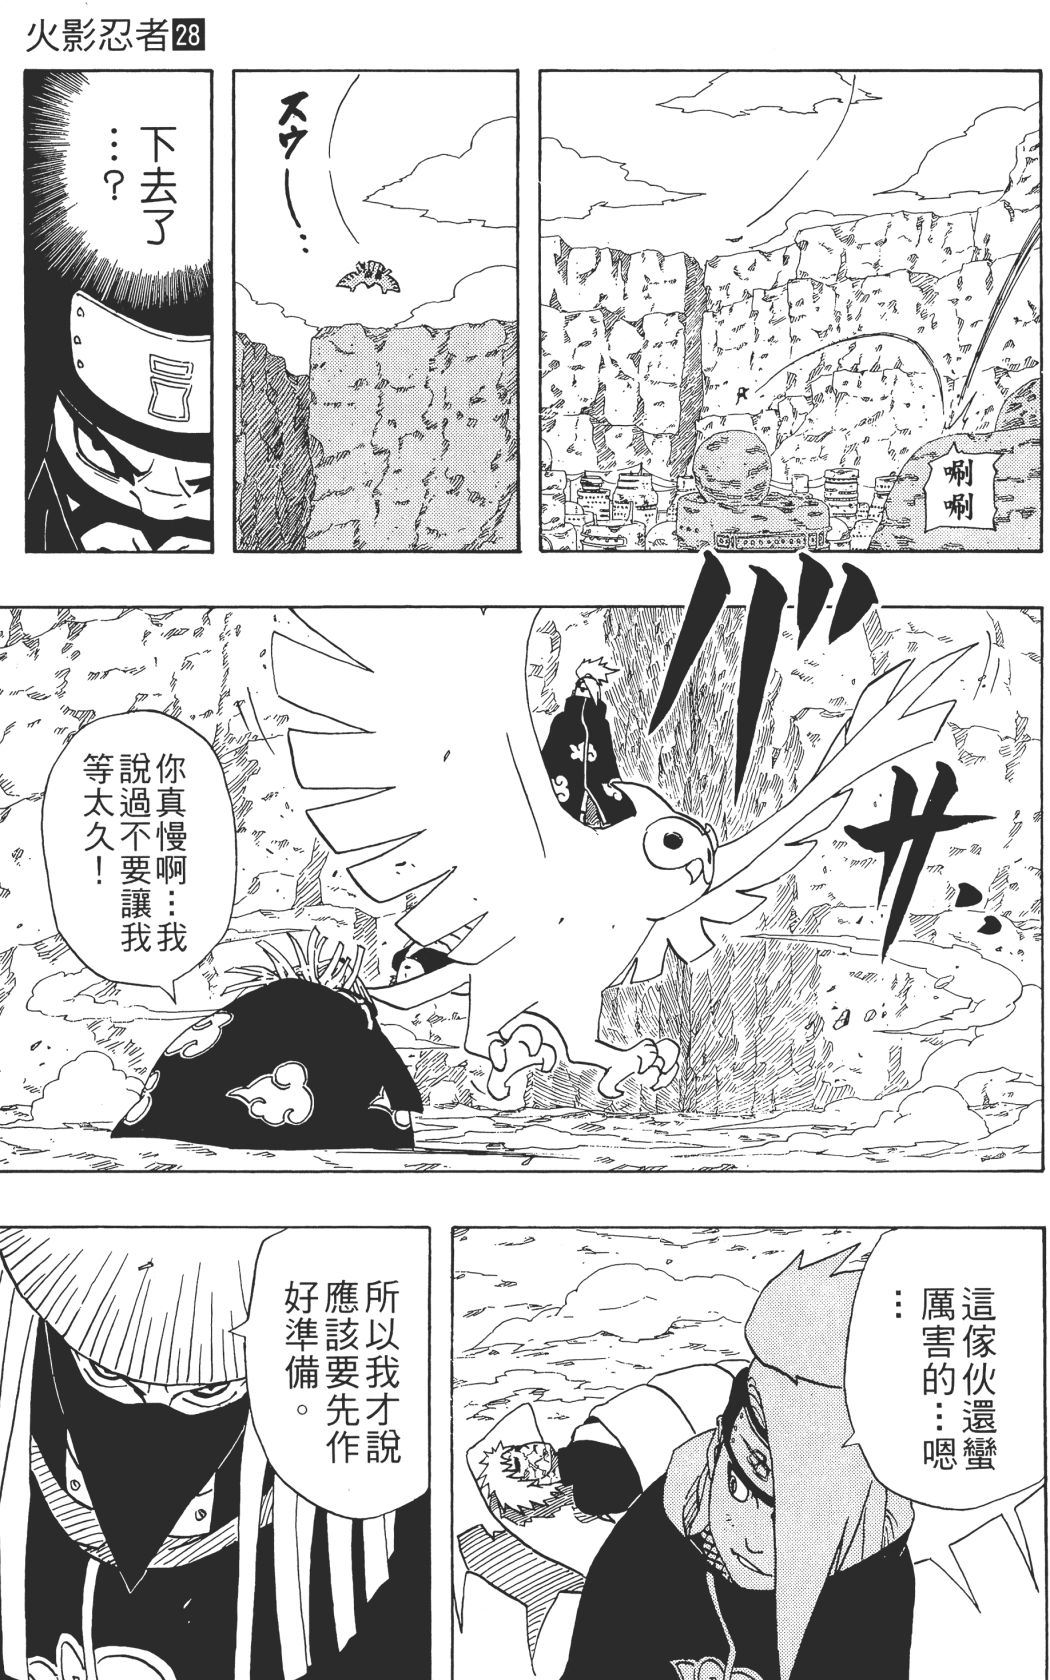 火影忍者28
唰
唰
スウー…
下去了
…?
バサ…
你真慢啊…我
說過不要讓我
等太久!
這傢伙還蠻
厲害的…嗯
…
所以我才說
應該要先作
好準備。